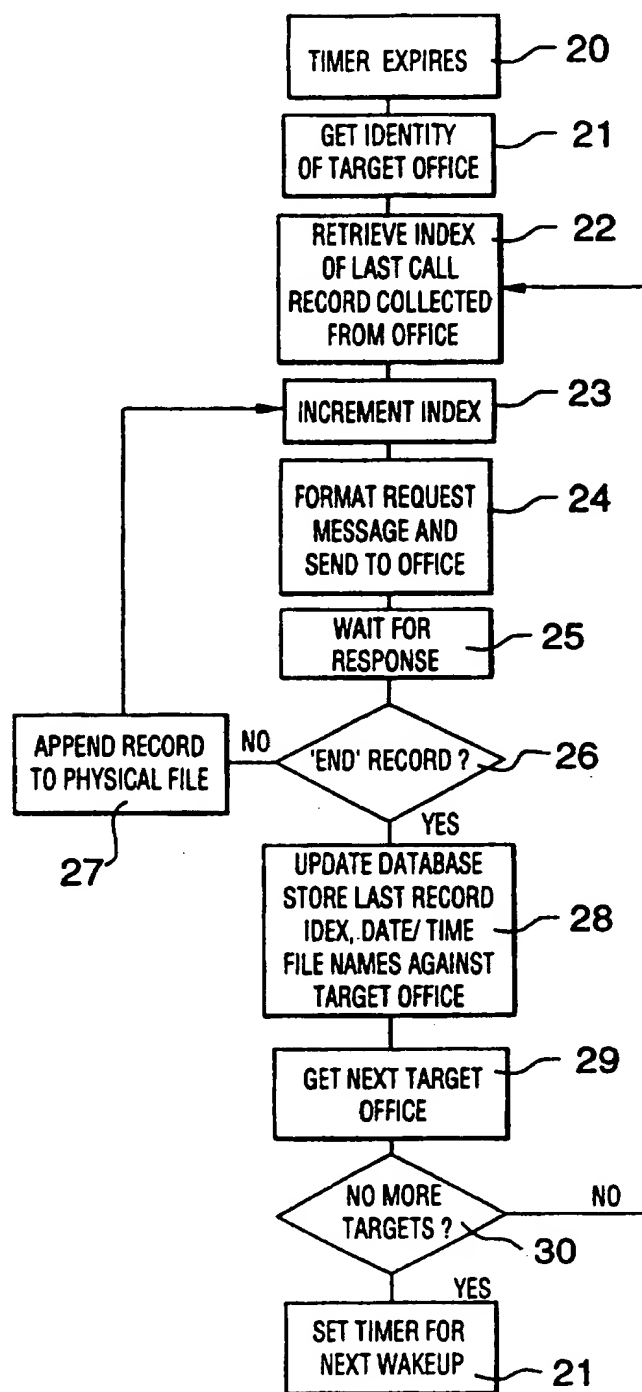 TIMER EXPIRES
20
GET IDENTITY
OF TARGET OFFICE
21
RETRIEVE INDEX
OF LAST CALL
RECORD COLLECTED
FROM OFFICE
22
INCREMENT INDEX
23
FORMAT REQUEST
MESSAGE AND
SEND TO OFFICE
24
WAIT FOR
RESPONSE
25
'END' RECORD ?
26
NO
APPEND RECORD
TO PHYSICAL FILE
27
YES
UPDATE DATABASE
STORE LAST RECORD
IDEX, DATE/ TIME
FILE NAMES AGAINST
TARGET OFFICE
28
GET NEXT TARGET
OFFICE
29
NO MORE
TARGETS ?
30
NO
YES
SET TIMER FOR
NEXT WAKEUP
21